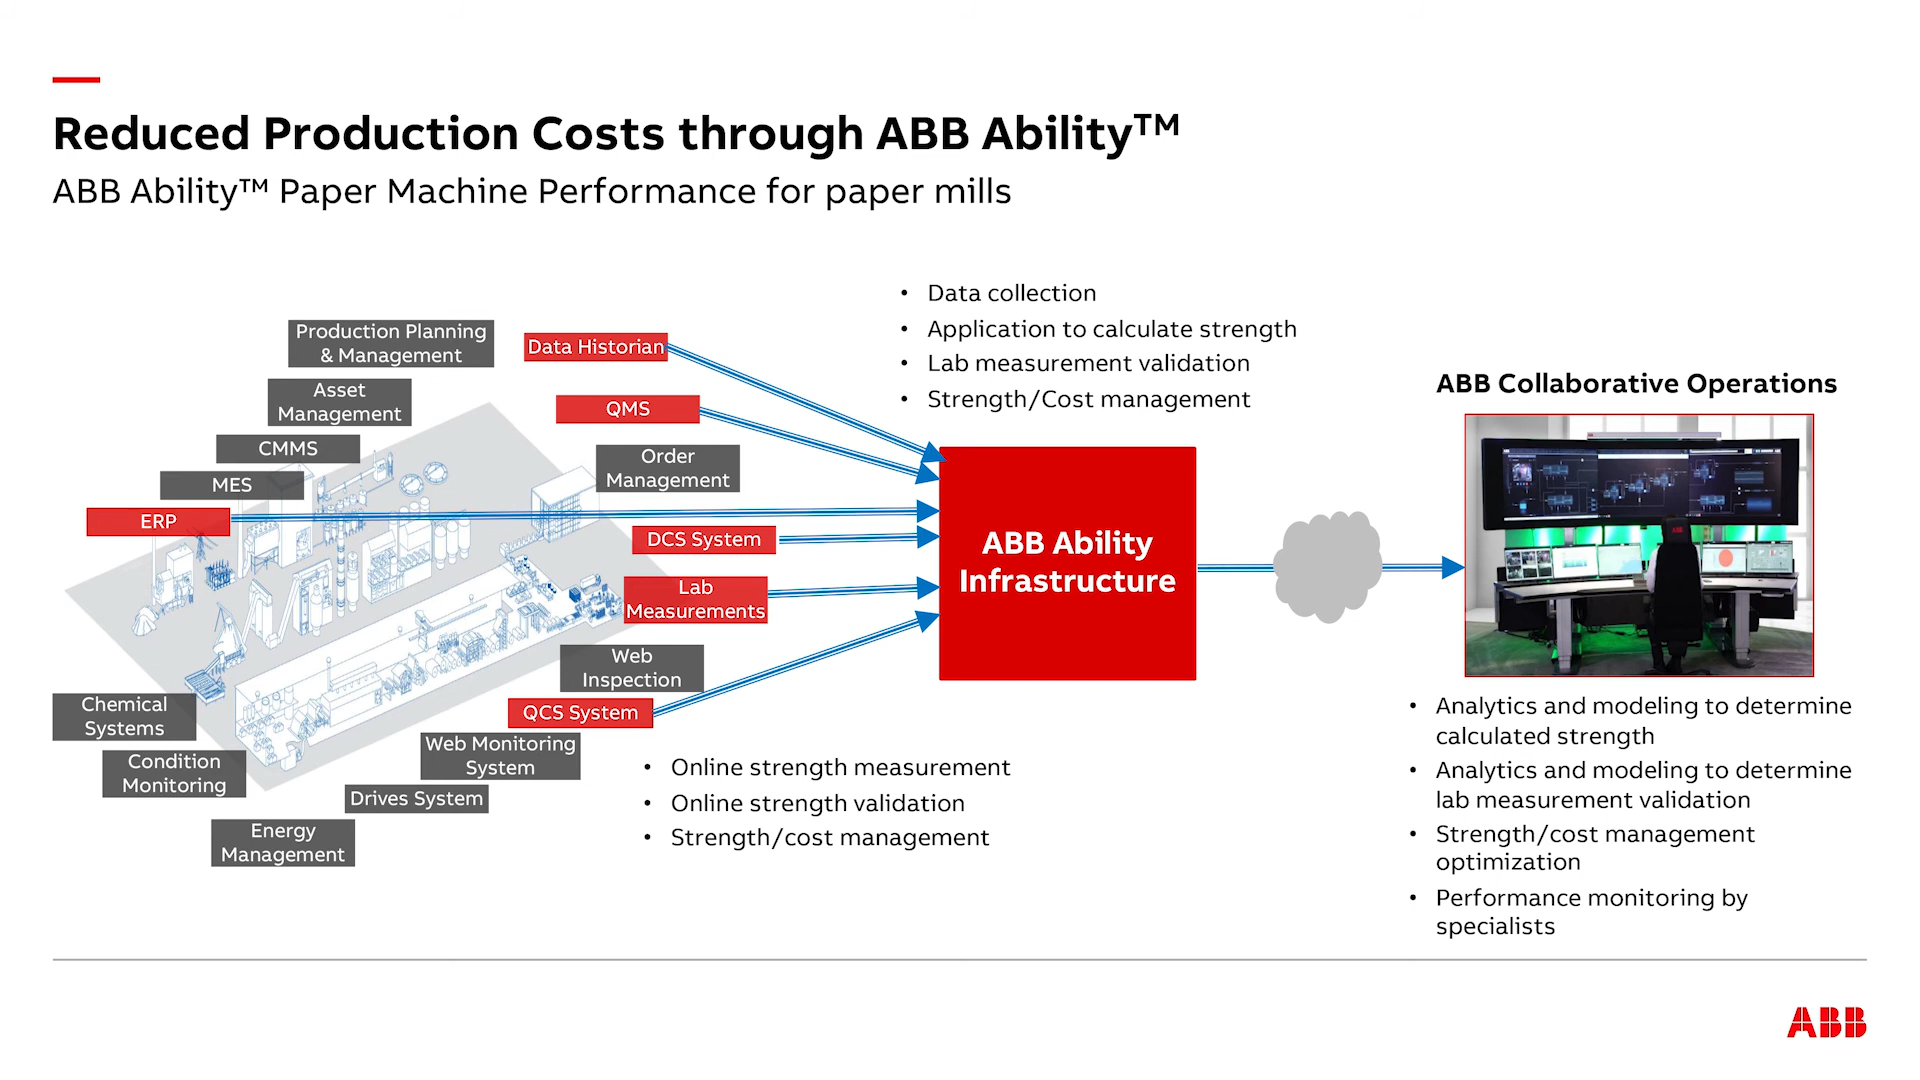 Reduced Production Costs through ABB Ability™
ABB Ability™ Paper Machine Performance for paper mills
Production Planning
& Management
Asset
Management
CMMS
MES
ERP
Data Historian
QMS
Order
Management
DCS System
Lab
Measurements
Web
Inspection
QCS System
Web Monitoring
System
Drives System
Energy
Management
Condition
Monitoring
Chemical
Systems
• Data collection
• Application to calculate strength
• Lab measurement validation
• Strength/Cost management
ABB Ability
Infrastructure
• Online strength measurement
• Online strength validation
• Strength/cost management
ABB Collaborative Operations
ABB
• Analytics and modeling to determine
calculated strength
• Analytics and modeling to determine
lab measurement validation
• Strength/cost management
optimization
• Performance monitoring by
specialists
ABB